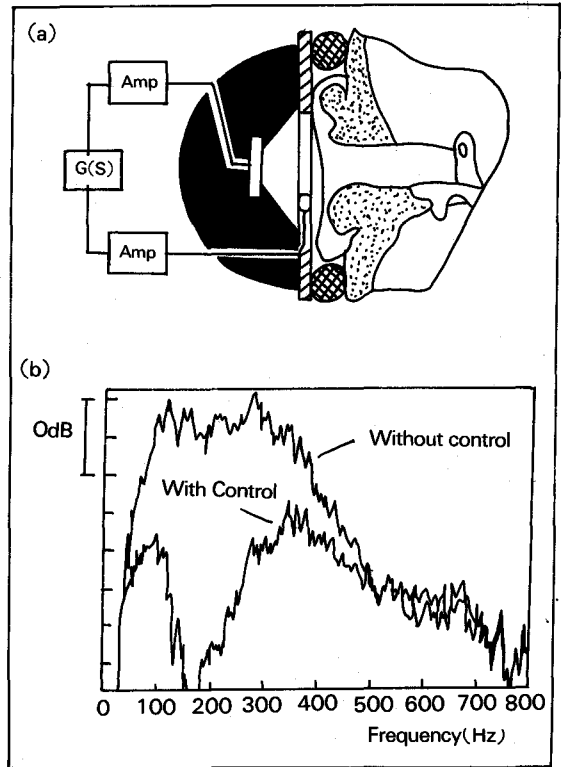 (a)
Amp
G(S)
Amp
(b)
OdB
Without control
With Control
0 100 200 300 400 500 600 700 800
Frequency(Hz)